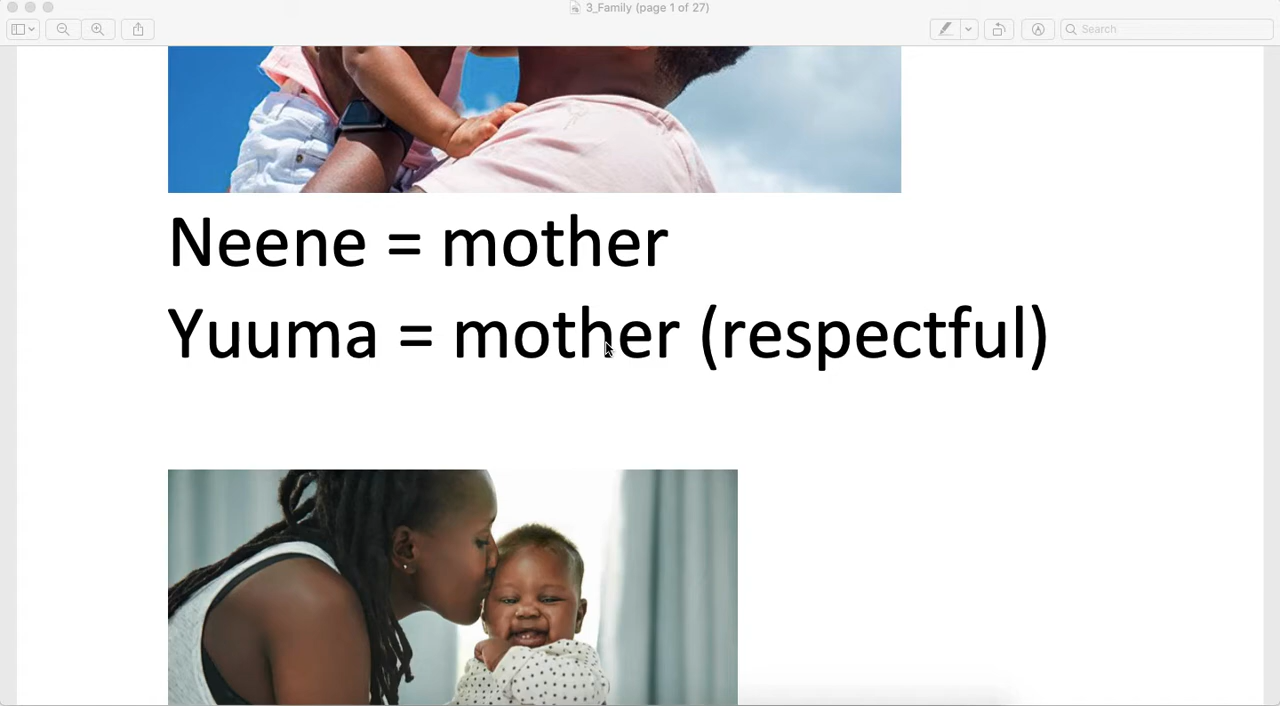 3_Family (page 1 of 27)
Search
Neene = mother
Yuuma = mother (respectful)